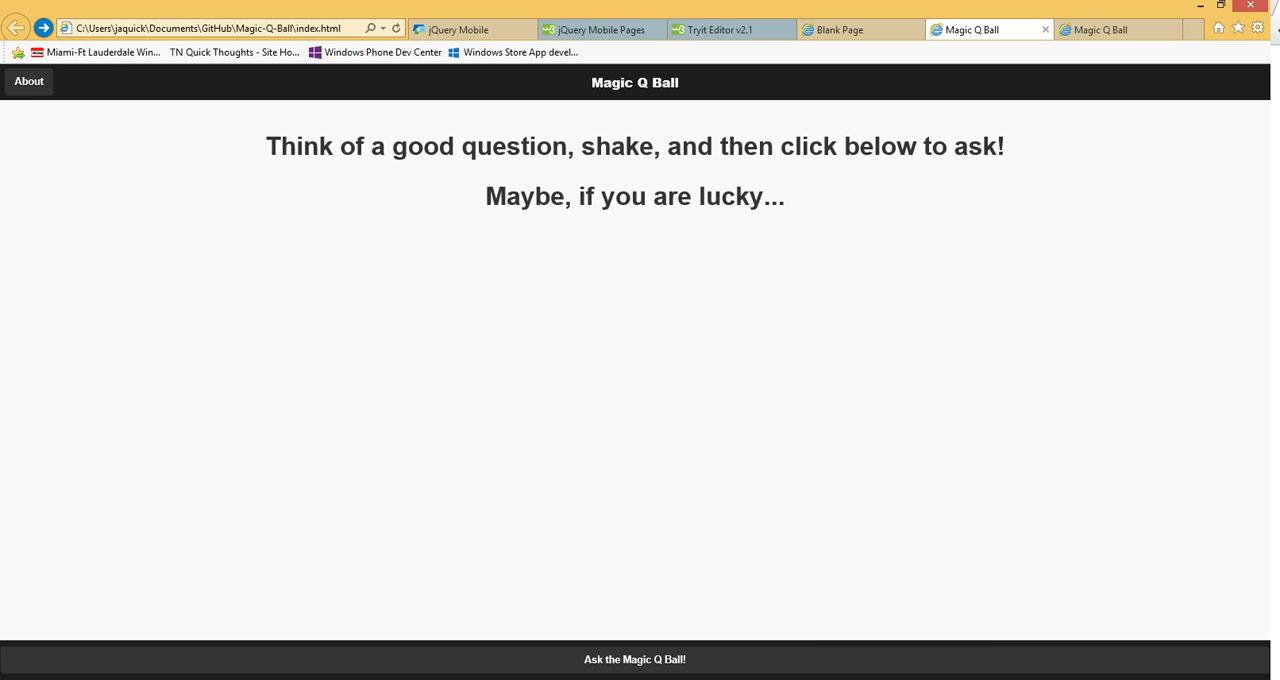 C:\Users\jaquick\Documents\GitHub\Magic-Q-Ball\index.html
jQuery Mobile
jQuery Mobile Pages
Tryit Editor v2.1
Blank Page
Magic Q Ball
Magic Q Ball
Miami-Ft Lauderdale Win...
TN Quick Thoughts - Site Ho...
Windows Phone Dev Center
Windows Store App devel...
About
Magic Q Ball
Think of a good question, shake, and then click below to ask!
Maybe, if you are lucky...
Ask the Magic Q Ball!